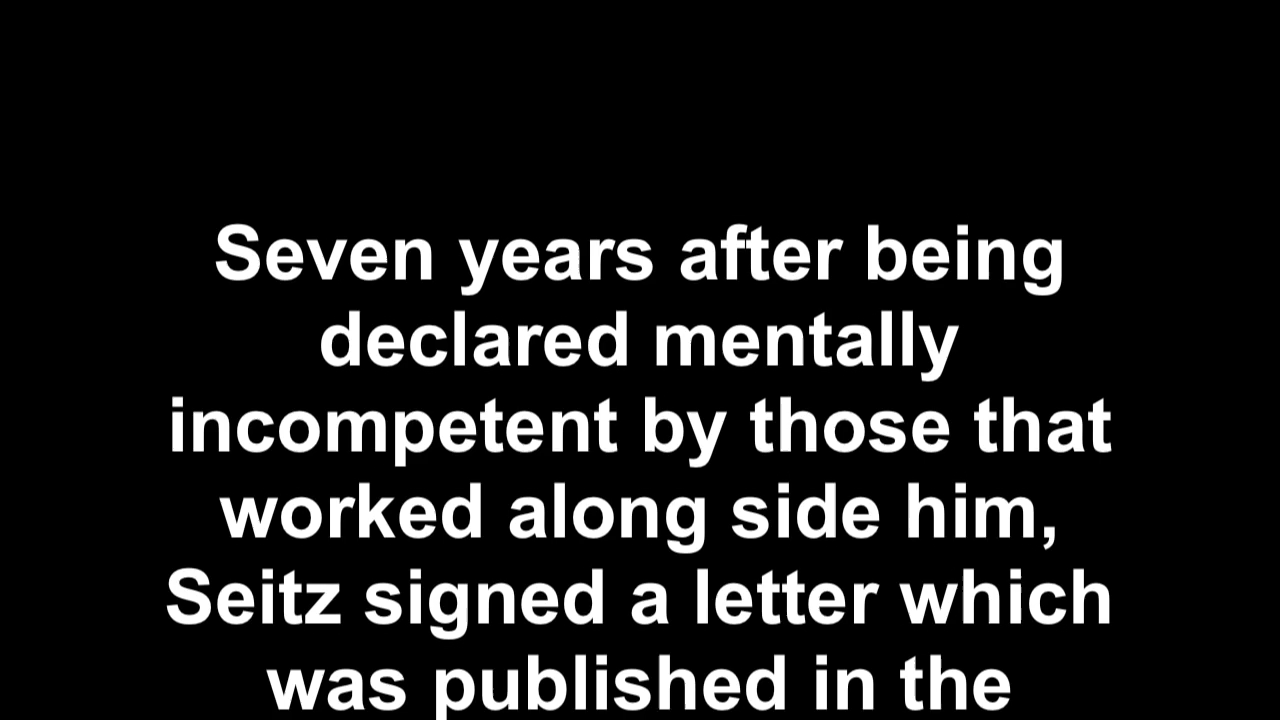 Seven years after being
declared mentally
incompetent by those that
worked along side him,
Seitz signed a letter which
was published in the